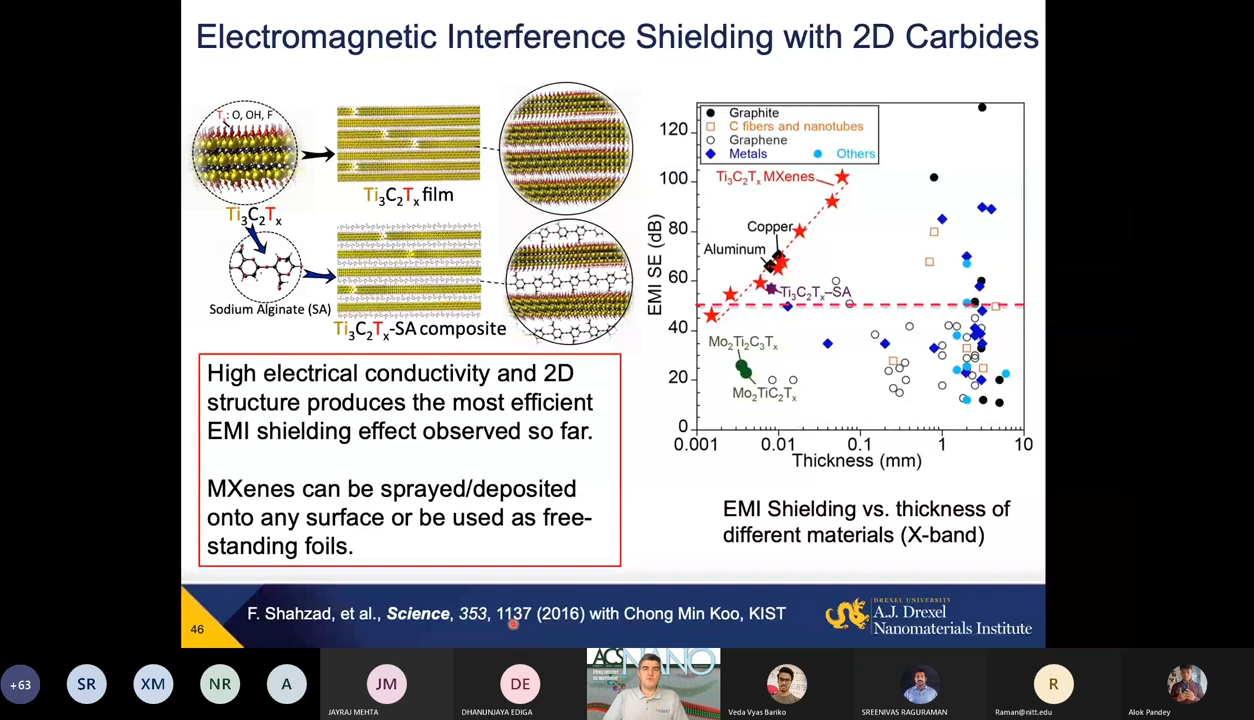 Electromagnetic Interference Shielding with 2D Carbides
Tx: O, OH, F
Ti3C2Tx
Ti3C2Tx film
Sodium Alginate (SA)
Ti3C2Tx-SA composite
High electrical conductivity and 2D
structure produces the most efficient
EMI shielding effect observed so far.
MXenes can be sprayed/deposited
onto any surface or be used as free-
standing foils.
EMI SE (dB)
120
100
80
60
40
20
0
Graphite
C fibers and nanotubes
Graphene
Metals
Others
Ti3C2Tx MXenes
Copper
Aluminum
Ti3C2Tx–SA
Mo2Ti2C3Tx
Mo2TiC2Tx
0.001
0.01
0.1
1
10
Thickness (mm)
EMI Shielding vs. thickness of
different materials (X-band)
46
F. Shahzad, et al., Science, 353, 1137 (2016) with Chong Min Koo, KIST
DREXEL UNIVERSITY
A.J. Drexel
Nanomaterials Institute
+63
SR
XM
NR
A
JM
JAYRAJ MEHTA
DE
DHANUNJAYA EDIGA
ACS NANO
Veda Vyas Bariko
SREENIVAS RAGURAMAN
R
Raman@nitt.edu
Alok Pandey